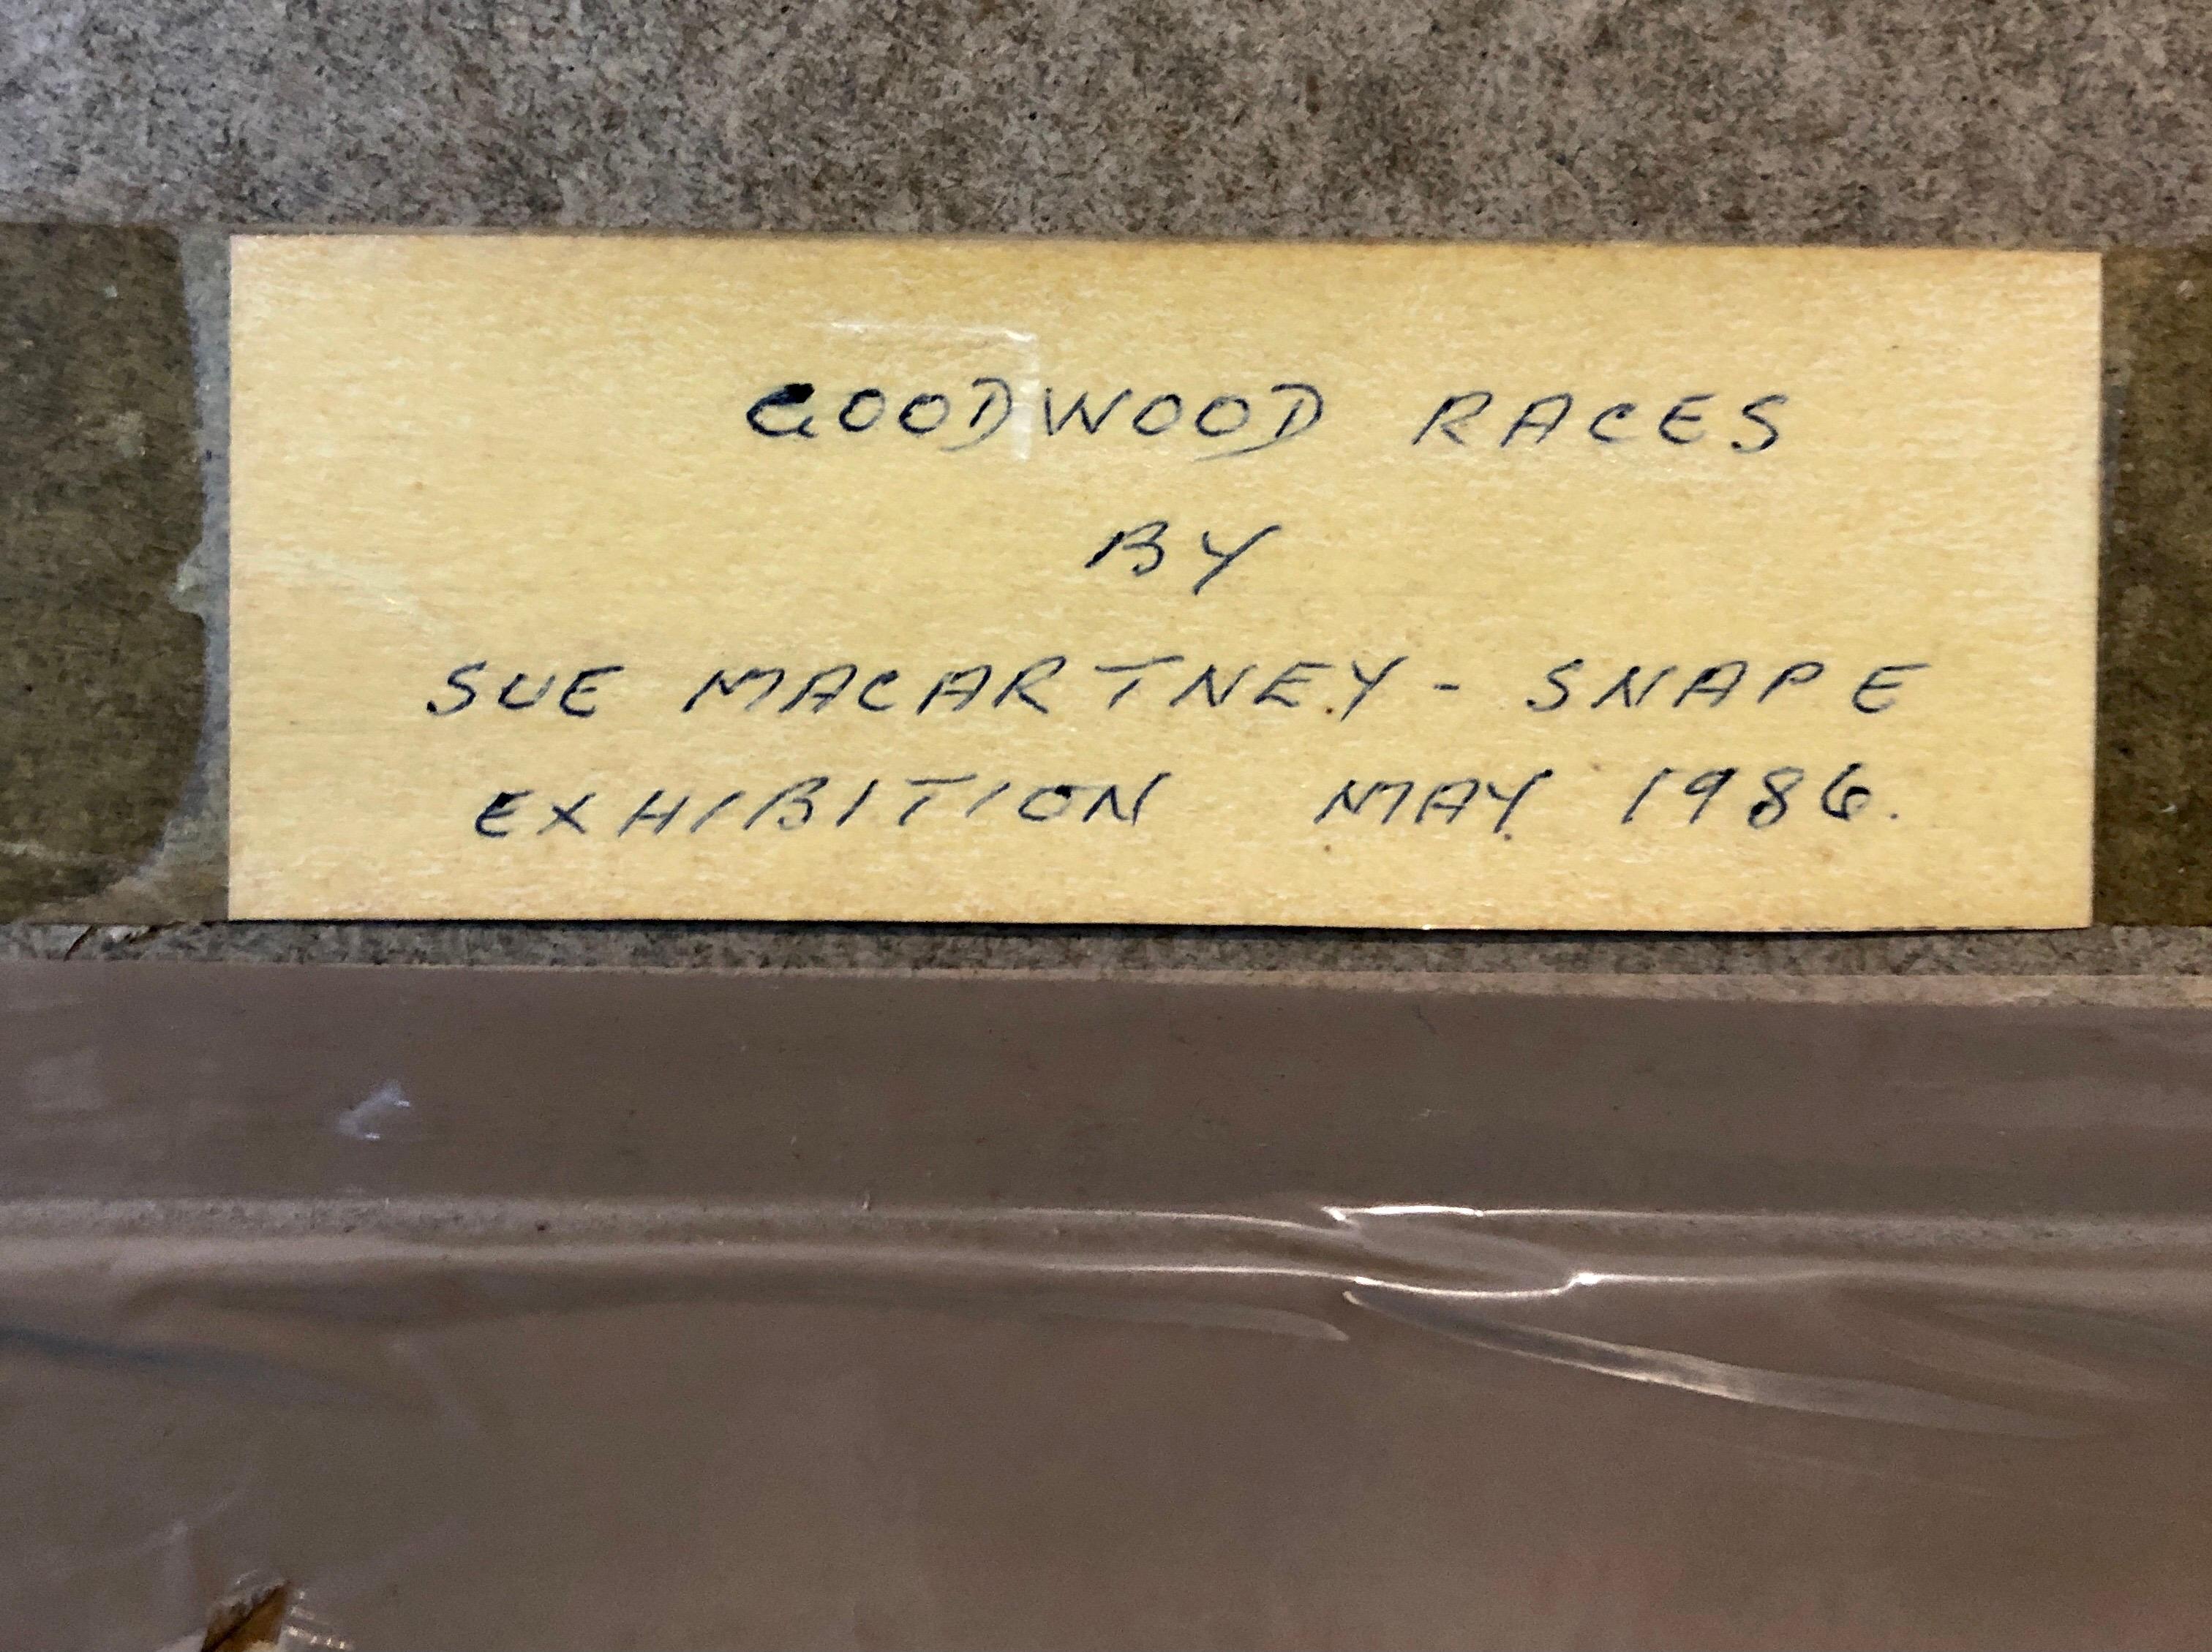 GOODWOOD RACES
BY
SUE MACARTNEY - SNAPE
EXHIBITION MAY 1986.